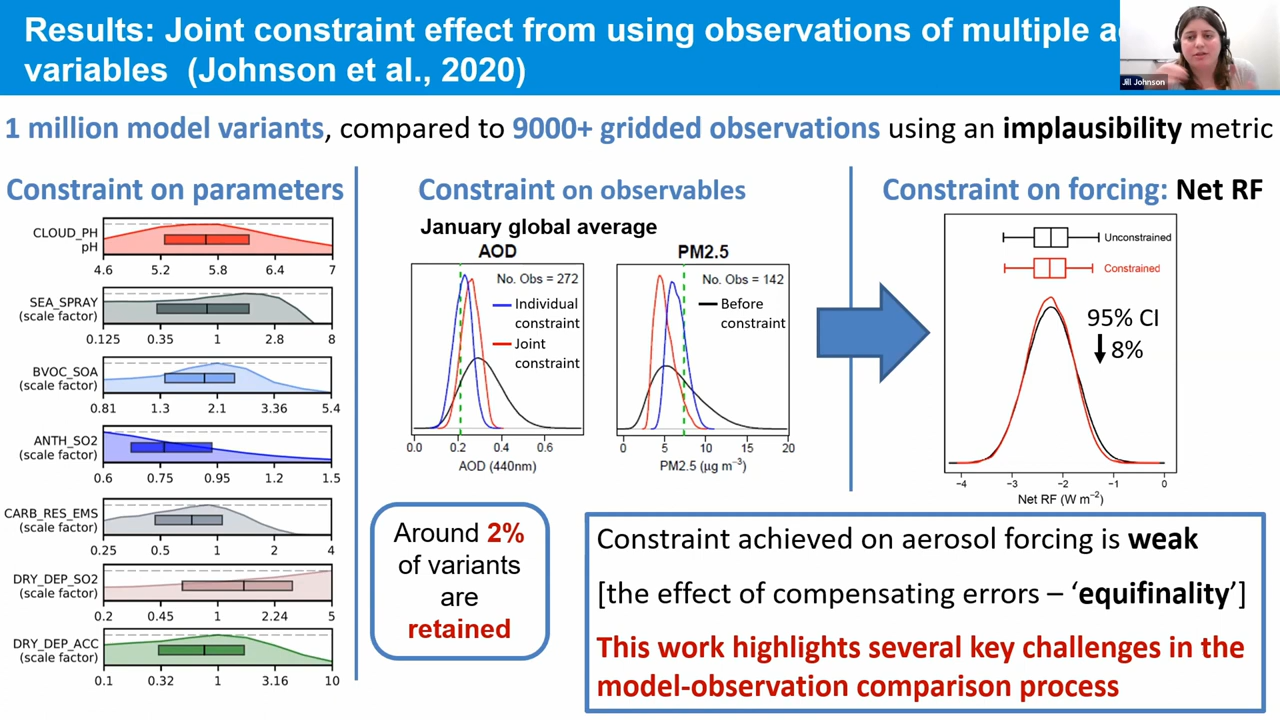 Results: Joint constraint effect from using observations of multiple
variables (Johnson et al., 2020)
Jill Johnson
1 million model variants, compared to 9000+ gridded observations using an implausibility metric
Constraint on parameters
CLOUD_PH
pH
4.6 5.2 5.8 6.4 7
SEA_SPRAY
(scale factor)
0.125 0.35 1 2.8 8
BVOC_SOA
(scale factor)
0.81 1.3 2.1 3.36 5.4
ANTH_SO2
(scale factor)
0.6 0.75 0.95 1.2 1.5
CARB_RES_EMS
(scale factor)
0.25 0.5 1 2 4
DRY_DEP_SO2
(scale factor)
0.2 0.45 1 2.24 5
DRY_DEP_ACC
(scale factor)
0.1 0.32 1 3.16 10
Constraint on observables
January global average
AOD
No. Obs = 272
Individual
constraint
Joint
constraint
0.0 0.2 0.4 0.6
AOD (440nm)
PM2.5
No. Obs = 142
Before
constraint
0 5 10 15 20
PM2.5 (μg m⁻³)
Around 2%
of variants
are
retained
Constraint on forcing: Net RF
Unconstrained
Constrained
95% CI
8%
−4 −3 −2 −1 0
Net RF (W m⁻²)
Constraint achieved on aerosol forcing is weak
[the effect of compensating errors – ‘equifinality’]
This work highlights several key challenges in the
model-observation comparison process